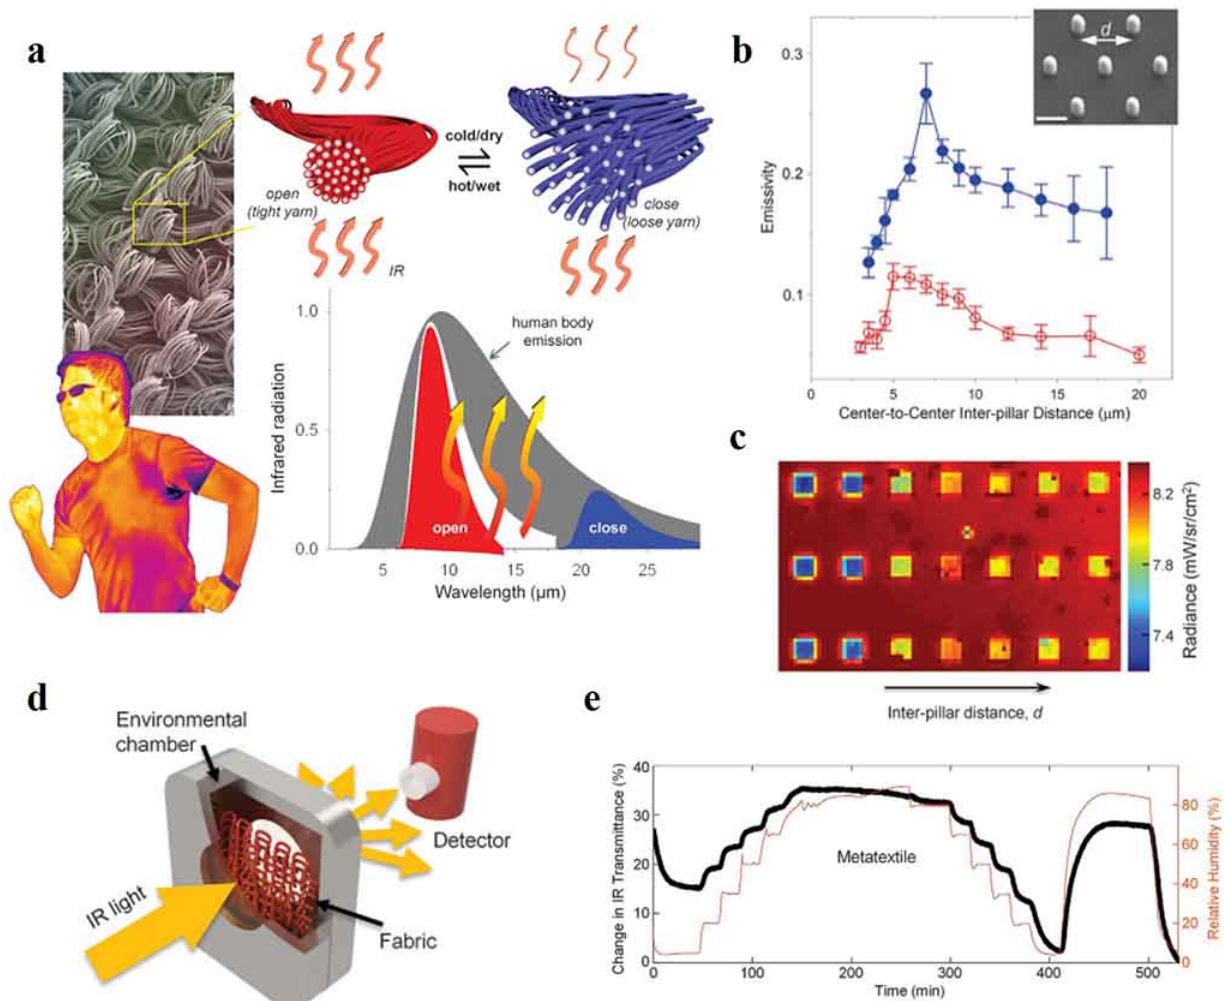 a
cold/dry
hot/wet
open
(tight yarn)
close
(loose yarn)
IR
human body
emission
Infrared radiation
1.0
0.5
0.0
open
close
5
10
15
20
25
Wavelength (µm)
b
d
Emissivity
0.3
0.2
0.1
0
5
10
15
20
Center-to-Center Inter-pillar Distance (µm)
c
8.2
7.8
7.4
Radiance (mW/sr/cm²)
Inter-pillar distance, d
d
Environmental
chamber
Detector
IR light
Fabric
e
Change in IR Transmittance (%)
40
30
20
10
0
Metatextile
80
60
40
20
0
Relative Humidity (%)
0
100
200
300
400
500
Time (min)